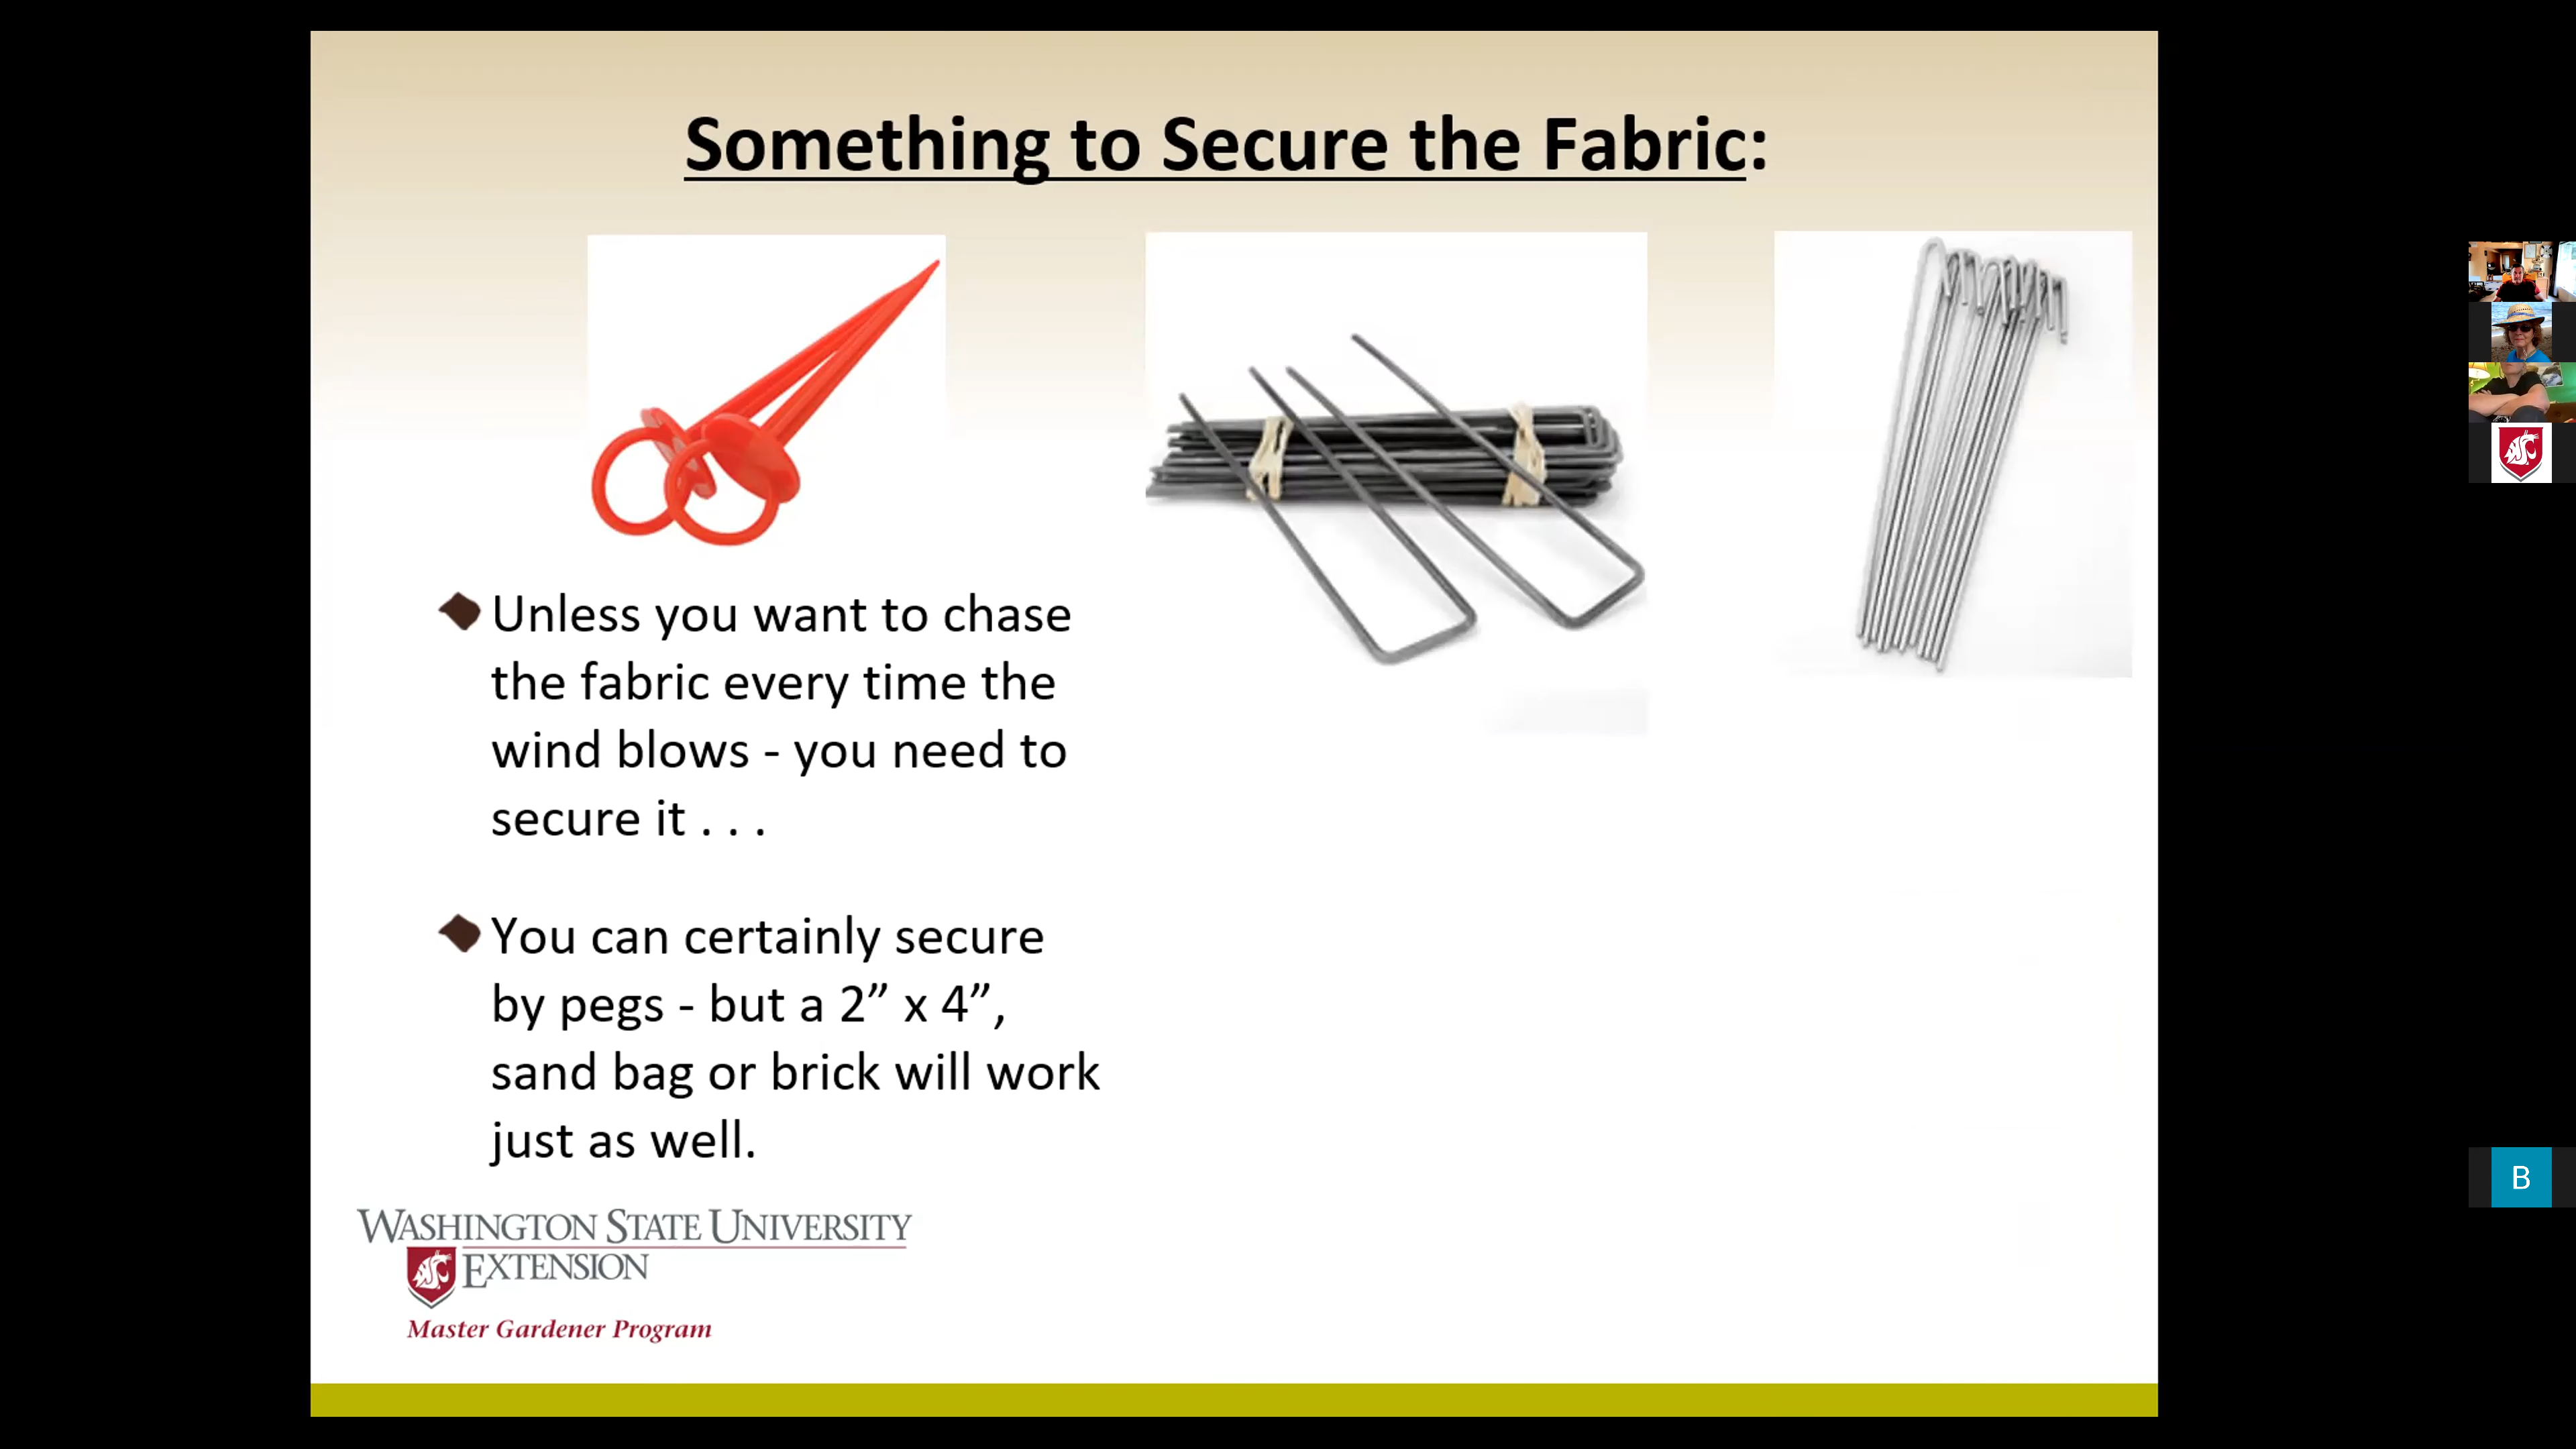 Something to Secure the Fabric:
Unless you want to chase
the fabric every time the
wind blows - you need to
secure it . . .
You can certainly secure
by pegs - but a 2” x 4”,
sand bag or brick will work
just as well.
WASHINGTON STATE UNIVERSITY
EXTENSION
Master Gardener Program
B